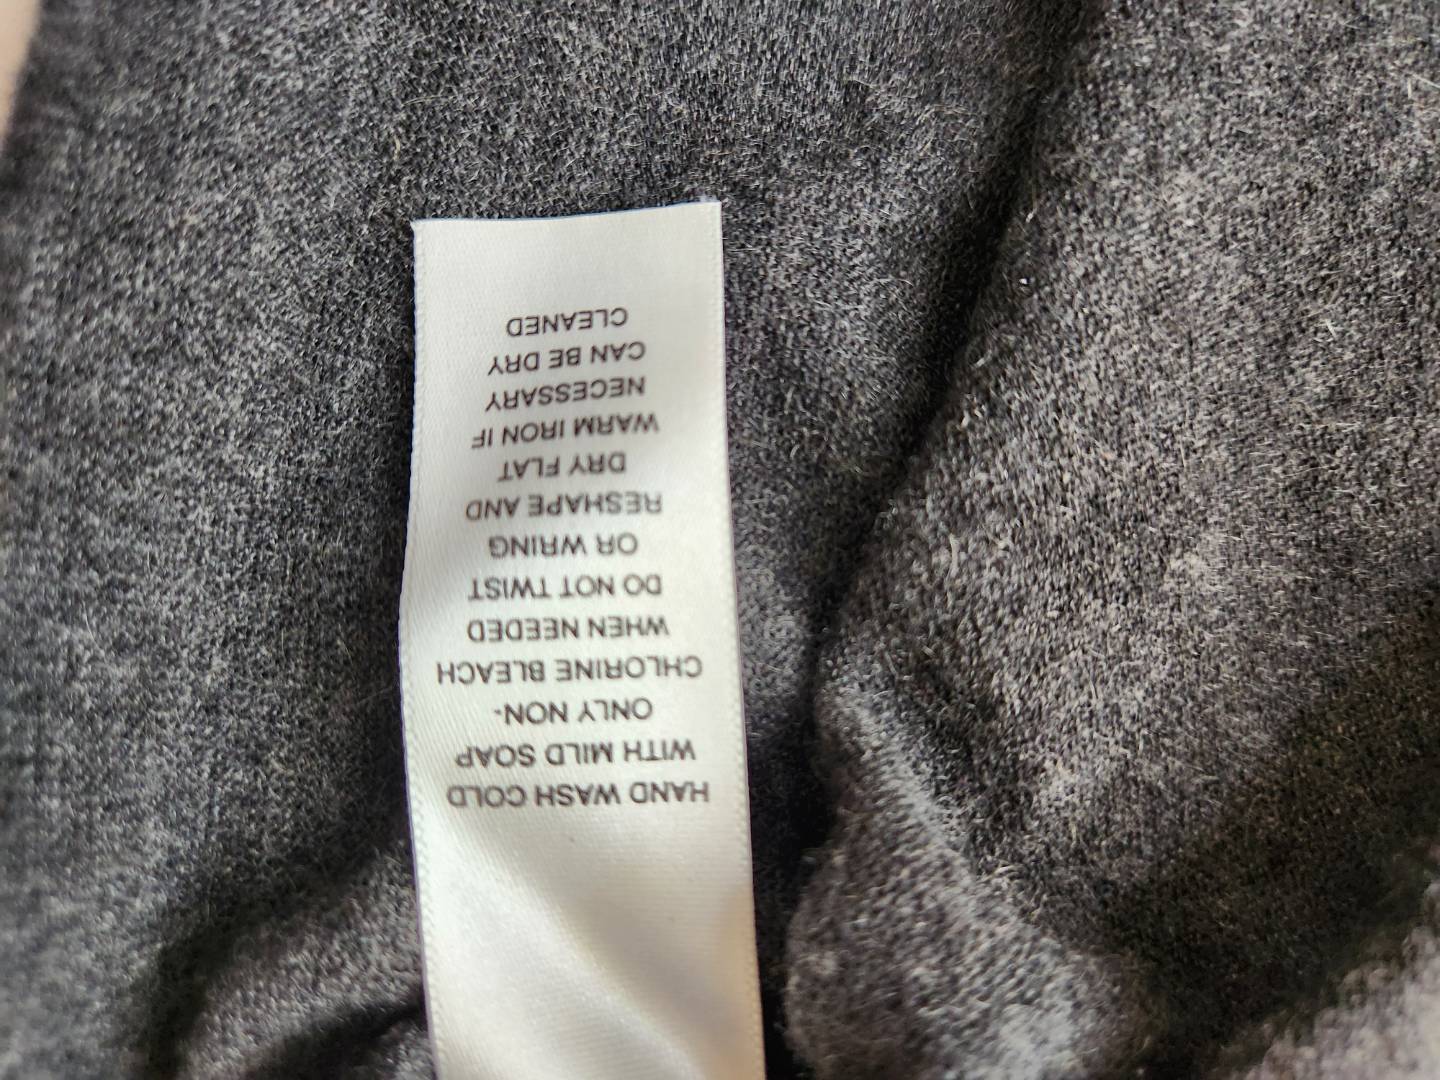 HAND WASH COLD
WITH MILD SOAP
ONLY NON-
CHLORINE BLEACH
WHEN NEEDED
DO NOT TWIST
OR WRING
RESHAPE AND
DRY FLAT
WARM IRON IF
NECESSARY
CAN BE DRY
CLEANED